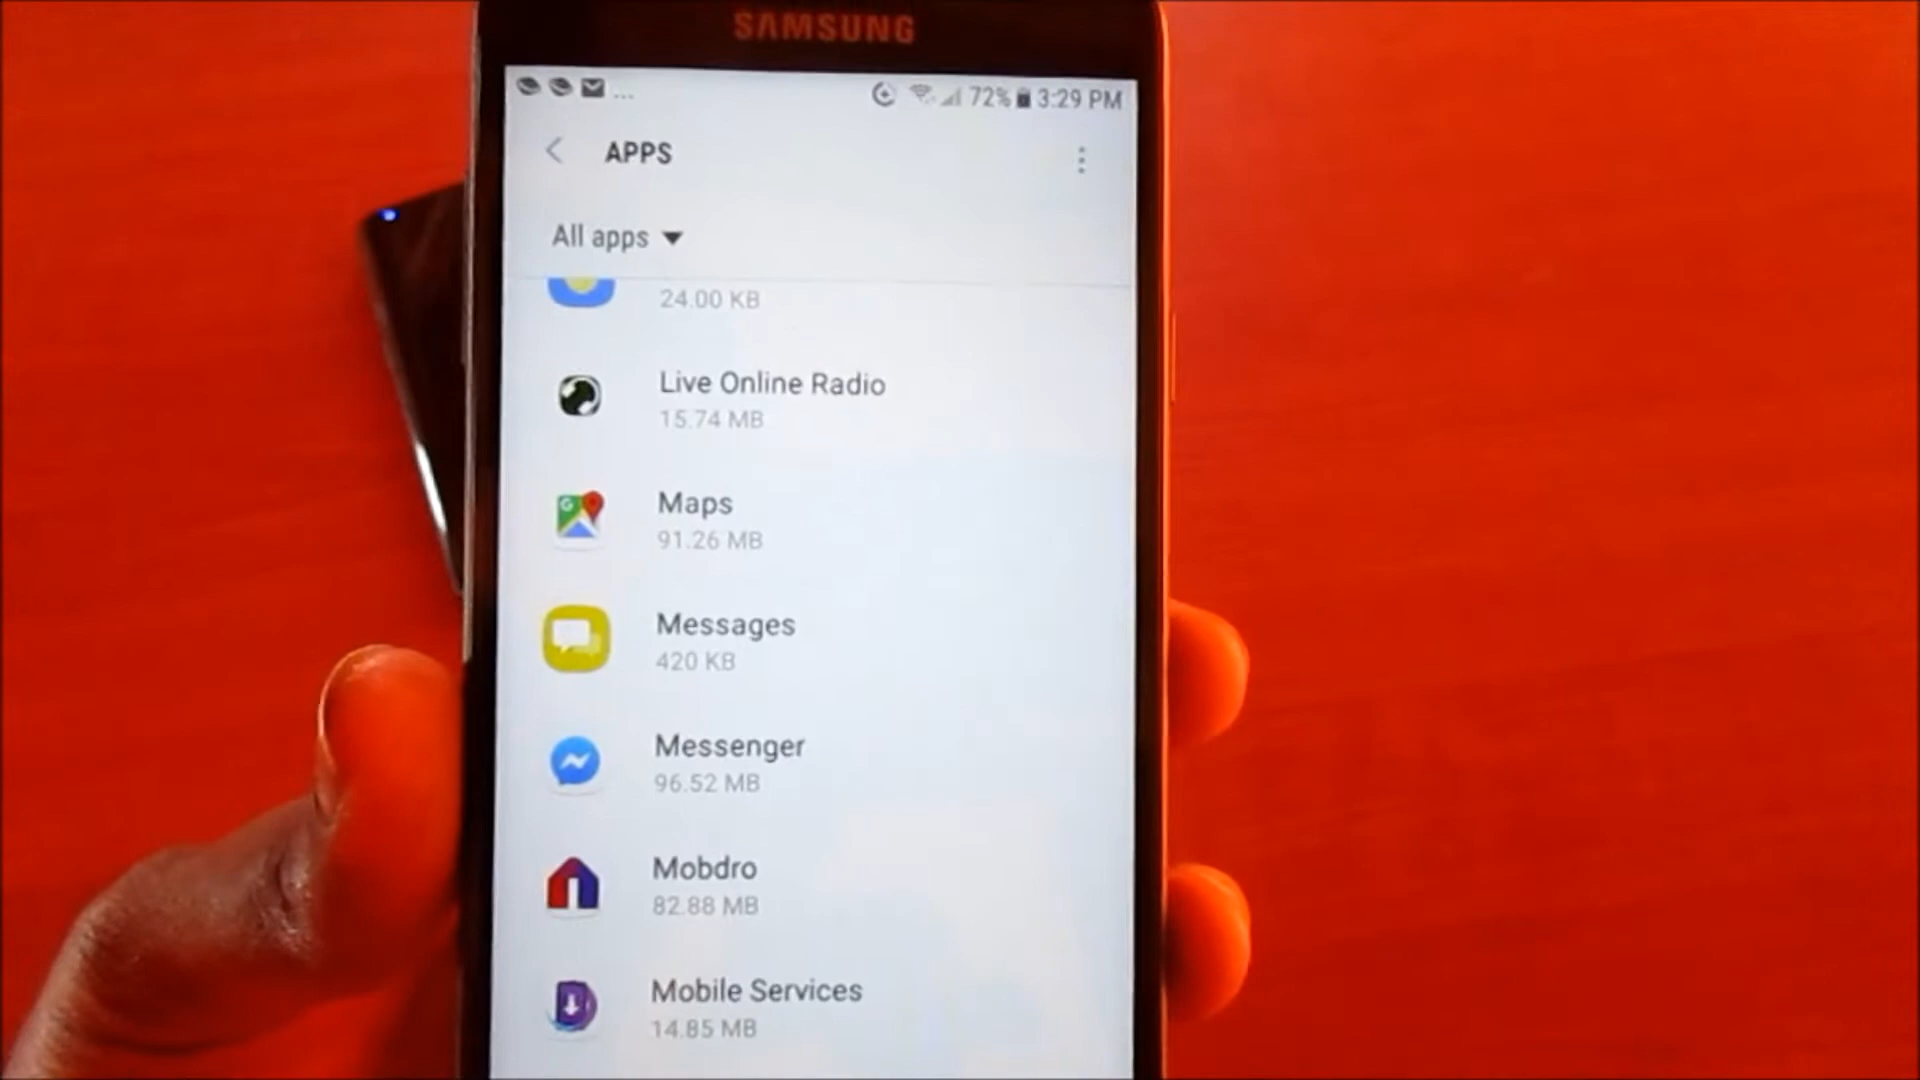 SAMSUNG
... 72% 3:29 PM
APPS
All apps
24.00 KB
Live Online Radio
15.74 MB
Maps
91.26 MB
Messages
420 KB
Messenger
96.52 MB
Mobdro
82.88 MB
Mobile Services
14.85 MB